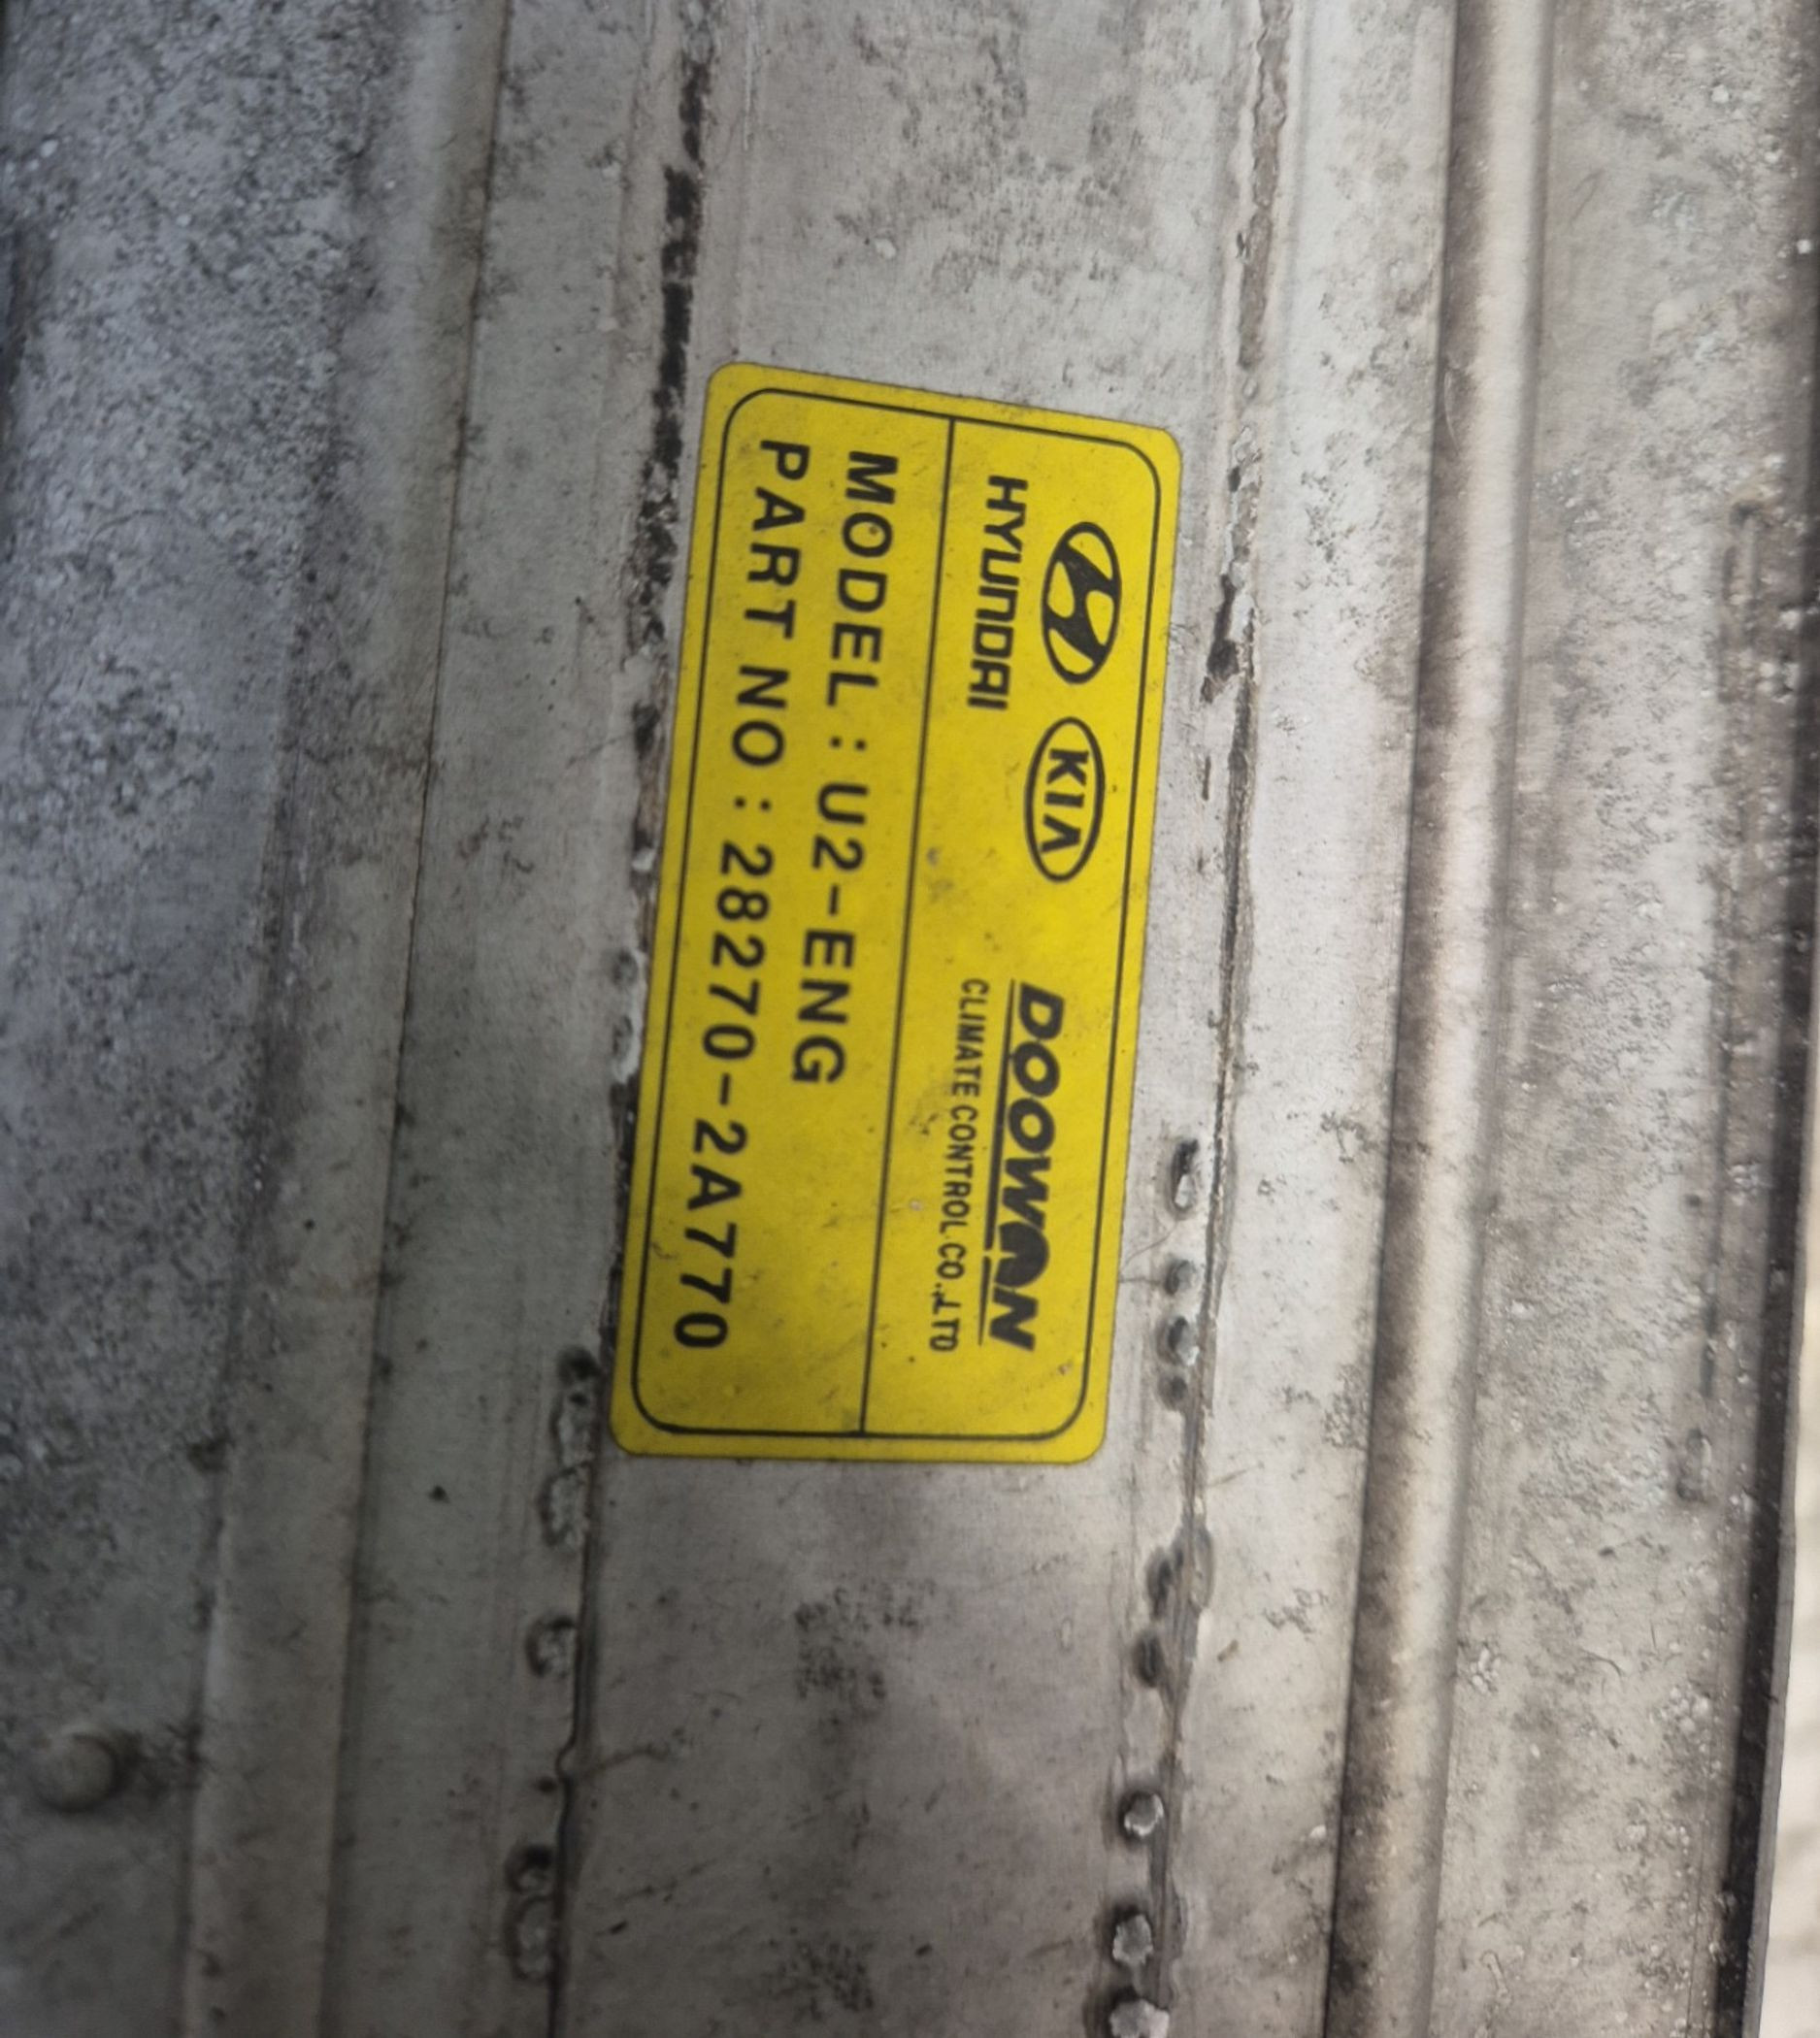 HYUNDAI
KIA
DOOWON
CLIMATE CONTROL CO.,LTD
MODEL : U2-ENG
PART NO : 28270-2A770